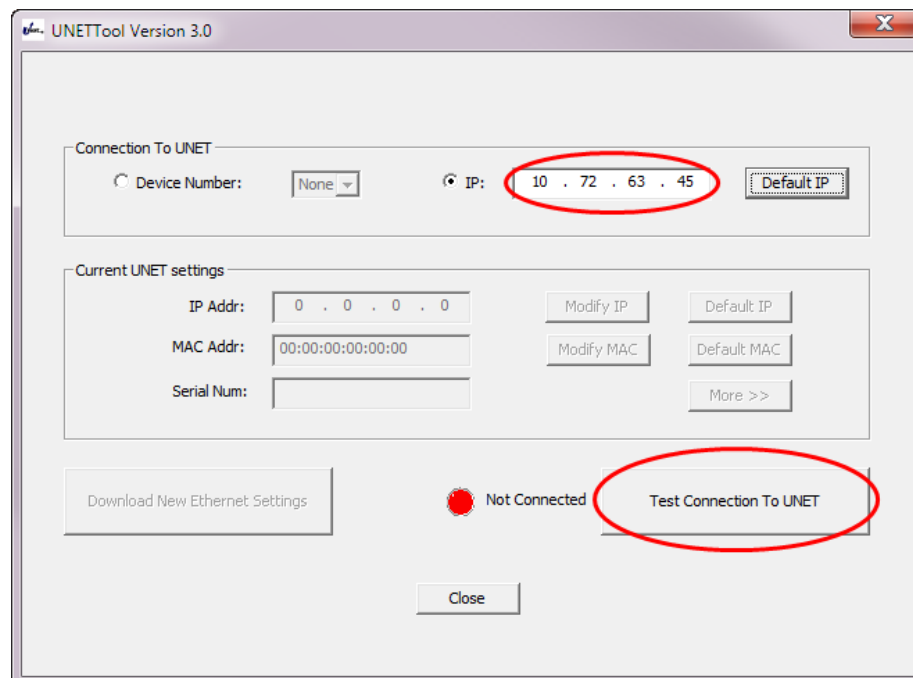 UNETTool Version 3.0
Connection To UNET
Device Number: None IP: 10 . 72 . 63 . 45 Default IP
Current UNET settings
IP Addr: 0 . 0 . 0 . 0 Modify IP Default IP
MAC Addr: 00:00:00:00:00:00 Modify MAC Default MAC
Serial Num: More >>
Download New Ethernet Settings Not Connected Test Connection To UNET
Close